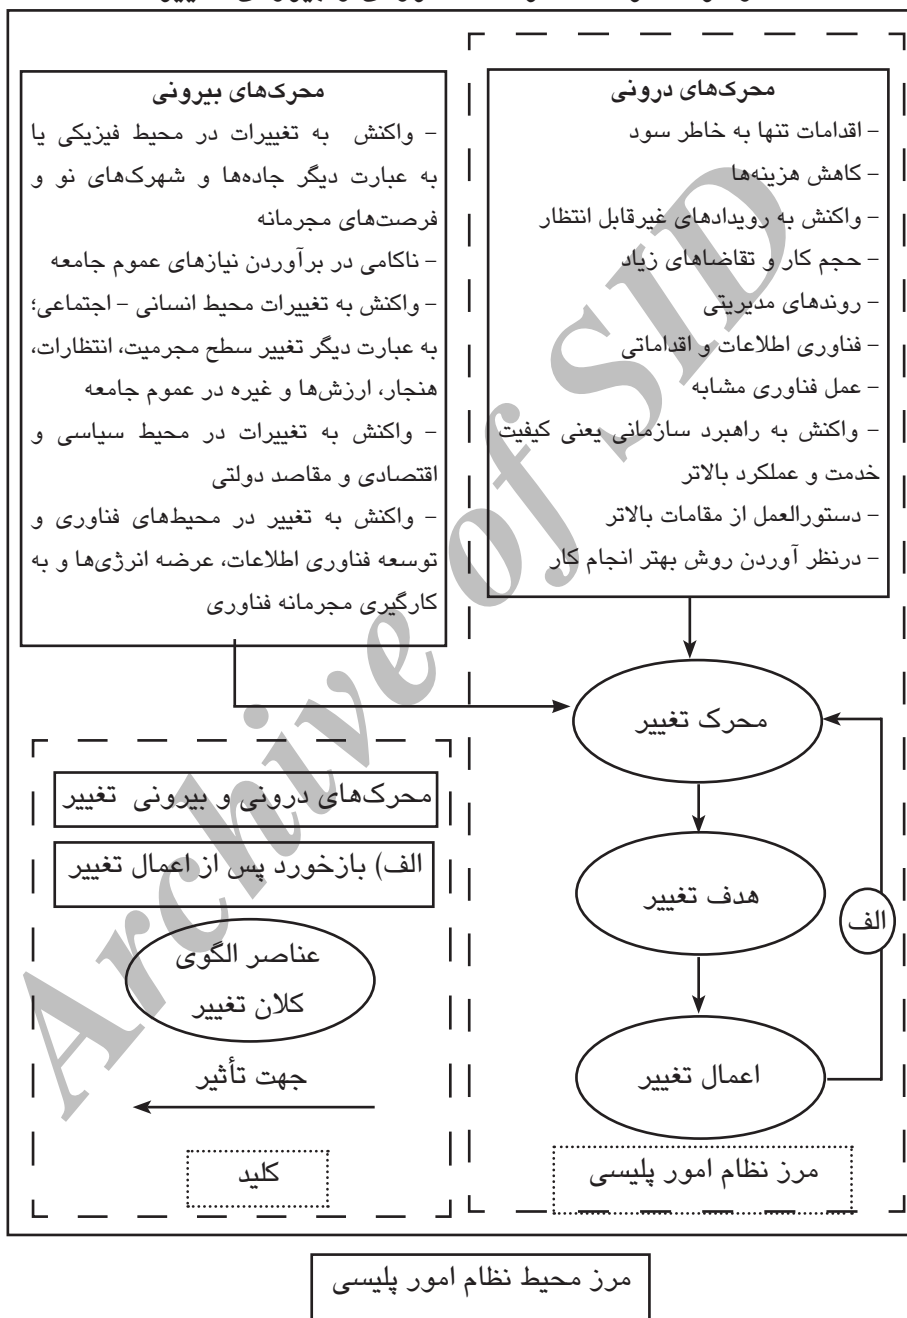 محرک‌های درونی
- اقدامات تنها به خاطر سود
- کاهش هزینه‌ها
- واکنش به رویدادهای غیرقابل انتظار
- حجم کار و تقاضاهای زیاد
- روندهای مدیریتی
- فناوری اطلاعات و اقداماتی
- عمل فناوری مشابه
- واکنش به راهبرد سازمانی یعنی کیفیت
خدمت و عملکرد بالاتر
- دستورالعمل از مقامات بالاتر
- درنظر آوردن روش بهتر انجام کار
محرک‌های بیرونی
- واکنش به تغییرات در محیط فیزیکی یا
به عبارت دیگر جاده‌ها و شهرک‌های نو و
فرصت‌های مجرمانه
- ناکامی در برآوردن نیازهای عموم جامعه
- واکنش به تغییرات محیط انسانی - اجتماعی؛
به عبارت دیگر تغییر سطح مجرمیت، انتظارات،
هنجار، ارزش‌ها و غیره در عموم جامعه
- واکنش به تغییرات در محیط سیاسی و
اقتصادی و مقاصد دولتی
- واکنش به تغییر در محیط‌های فناوری و
توسعه فناوری اطلاعات، عرضه انرژی‌ها و به
کارگیری مجرمانه فناوری
محرک تغییر
هدف تغییر
الف
اعمال تغییر
مرز نظام امور پلیسی
محرک‌های درونی و بیرونی تغییر
الف) بازخورد پس از اعمال تغییر
عناصر الگوی
کلان تغییر
جهت تأثیر
کلید
مرز محیط نظام امور پلیسی
Archive of SID